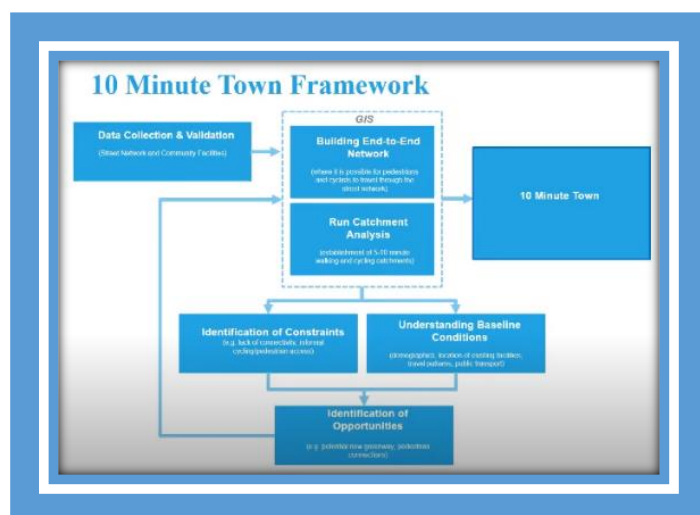 10 Minute Town Framework
GIS
Data Collection & Validation
(Street Network and Community Facilities)
Building End-to-End
Network
(where it is possible for pedestrians
and cyclists to travel through the
street network)
Run Catchment
Analysis
(establishment of 5-10 minute
walking and cycling catchments)
10 Minute Town
Identification of Constraints
(e.g. lack of connectivity, informal
cycling/pedestrian access)
Understanding Baseline
Conditions
(demographics, location of existing facilities,
travel patterns, public transport)
Identification of
Opportunities
(e.g. potential new greenway, pedestrian
connections)